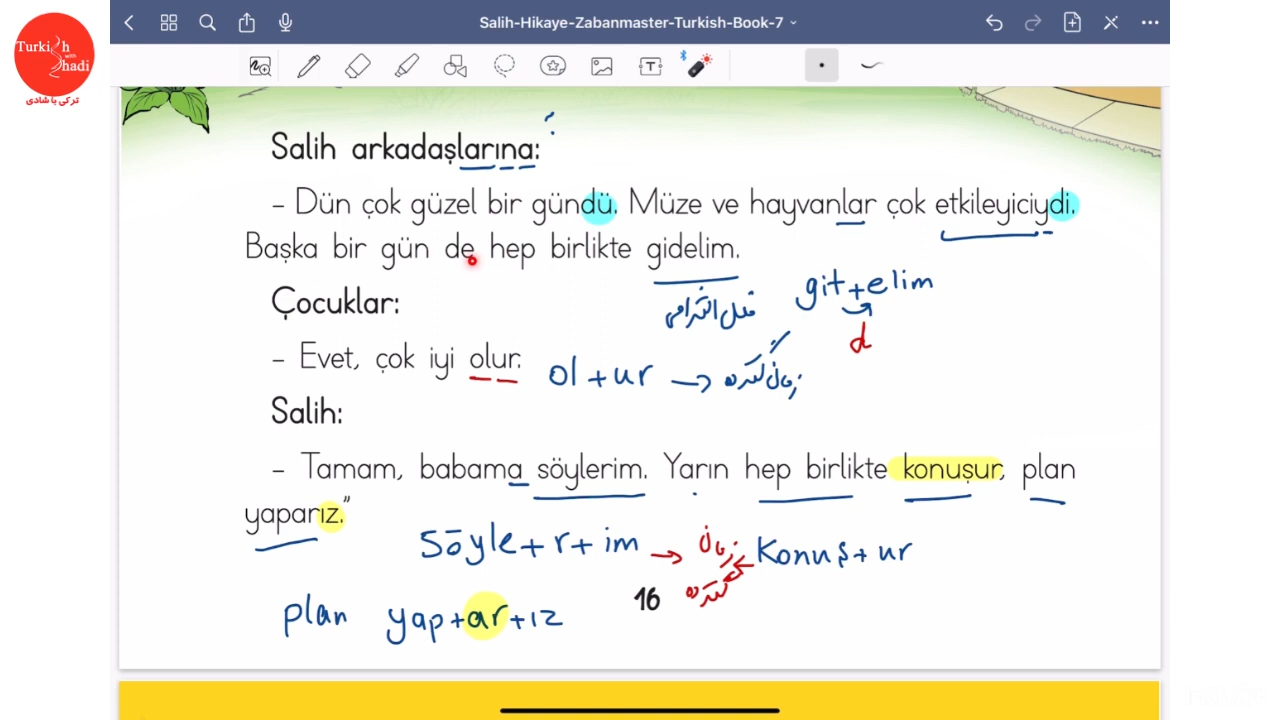 Salih-Hikaye-Zabanmaster-Turkish-Book-7
Turkish
with
Shadi
ترکی با شادی
Salih arkadaşlarına: ?
– Dün çok güzel bir gündü. Müze ve hayvanlar çok etkileyiciydi.
Başka bir gün de hep birlikte gidelim.
git+elim
فعل التزامی
d
Çocuklar:
– Evet, çok iyi olur.
ol+ur → زمان گسترده
Salih:
– Tamam, babama söylerim. Yarın hep birlikte konuşur, plan
yaparız.”
Söyle+r+im → زمان گسترده ← Konuş+ur
16
plan yap+ar+ız